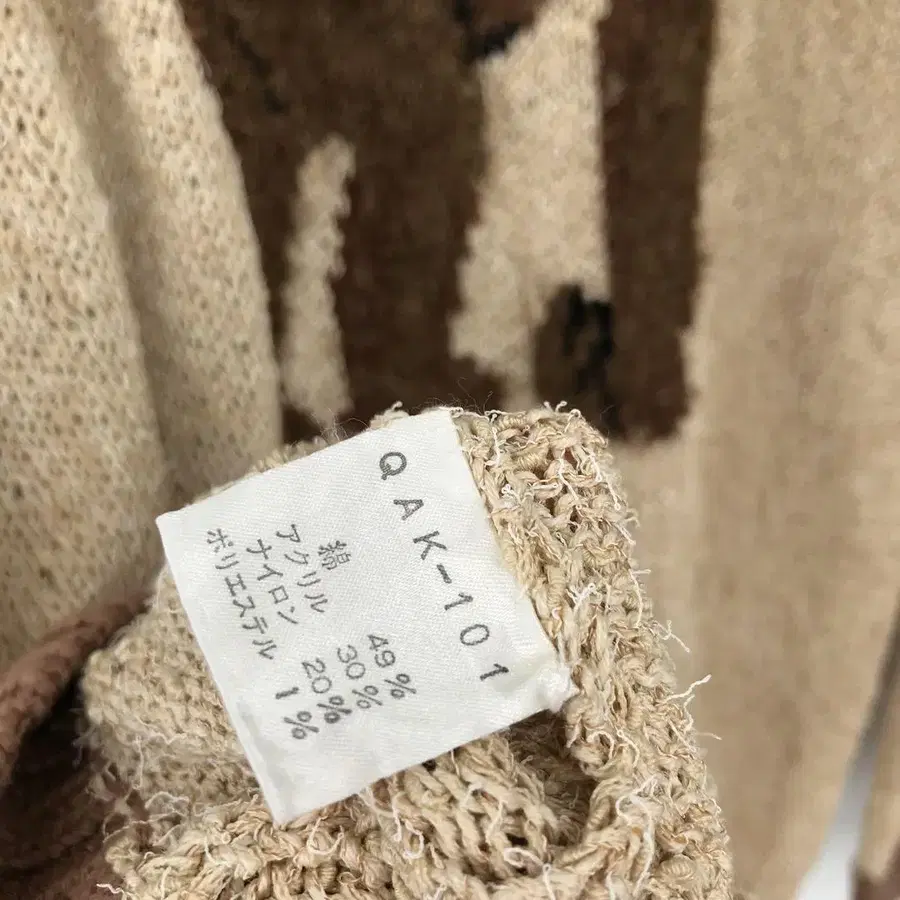 QAK-101
綿 49%
アクリル 30%
ナイロン 20%
ポリエステル 1%